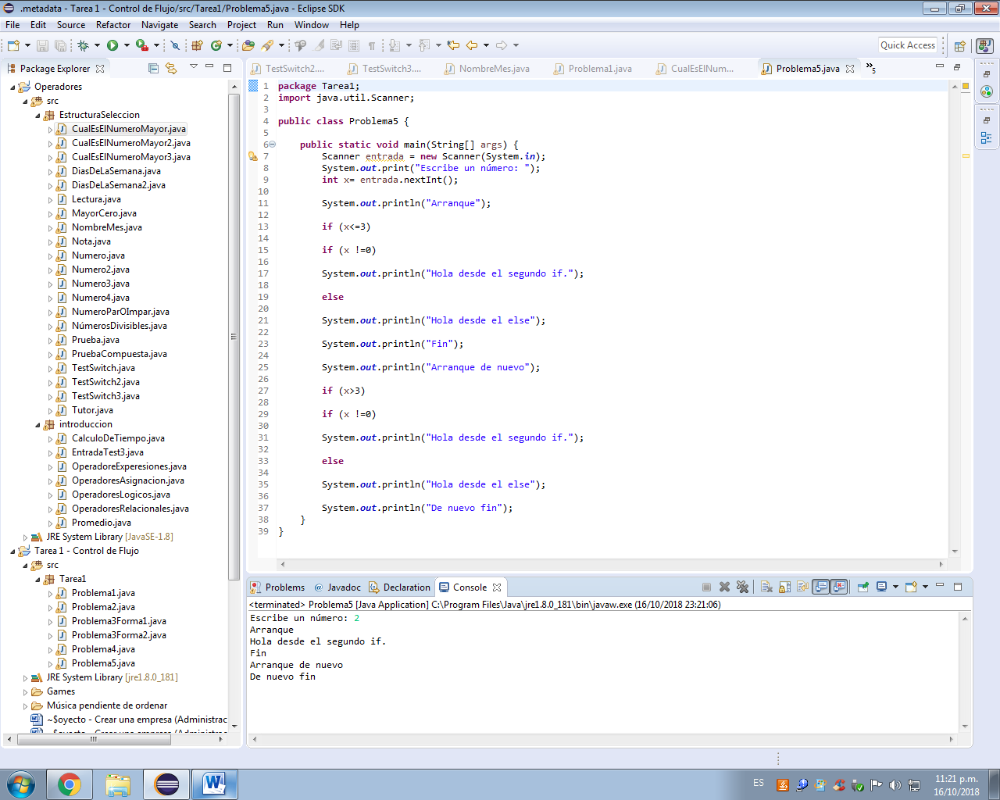 .metadata - Tarea 1 - Control de Flujo/src/Tarea1/Problema5.java - Eclipse SDK
File Edit Source Refactor Navigate Search Project Run Window Help
Quick Access
Package Explorer
Operadores
src
EstructuraSeleccion
CualEsElNumeroMayor.java
CualEsElNumeroMayor2.java
CualEsElNumeroMayor3.java
DiasDeLaSemana.java
DiasDeLaSemana2.java
Lectura.java
MayorCero.java
NombreMes.java
Nota.java
Numero.java
Numero2.java
Numero3.java
Numero4.java
NumeroParOImpar.java
NúmerosDivisibles.java
Prueba.java
PruebaCompuesta.java
TestSwitch.java
TestSwitch2.java
TestSwitch3.java
Tutor.java
introduccion
CalculoDeTiempo.java
EntradaTest3.java
OperadoreExperesiones.java
OperadoresAsignacion.java
OperadoresLogicos.java
OperadoresRelacionales.java
Promedio.java
JRE System Library [JavaSE-1.8]
Tarea 1 - Control de Flujo
src
Tarea1
Problema1.java
Problema2.java
Problema3Forma1.java
Problema3Forma2.java
Problema4.java
Problema5.java
JRE System Library [jre1.8.0_181]
Games
Música pendiente de ordenar
~$oyecto - Crear una empresa (Administrac
TestSwitch2.... TestSwitch3.... NombreMes.java Problema1.java CualEsElNum... Problema5.java »5
1 package Tarea1;
2 import java.util.Scanner;
3
4 public class Problema5 {
5
6 public static void main(String[] args) {
7 Scanner entrada = new Scanner(System.in);
8 System.out.print("Escribe un número: ");
9 int x= entrada.nextInt();
10
11 System.out.println("Arranque");
12
13 if (x<=3)
14
15 if (x !=0)
16
17 System.out.println("Hola desde el segundo if.");
18
19 else
20
21 System.out.println("Hola desde el else");
22
23 System.out.println("Fin");
24
25 System.out.println("Arranque de nuevo");
26
27 if (x>3)
28
29 if (x !=0)
30
31 System.out.println("Hola desde el segundo if.");
32
33 else
34
35 System.out.println("Hola desde el else");
36
37 System.out.println("De nuevo fin");
38 }
39 }
Problems Javadoc Declaration Console
<terminated> Problema5 [Java Application] C:\Program Files\Java\jre1.8.0_181\bin\javaw.exe (16/10/2018 23:21:06)
Escribe un número: 2
Arranque
Hola desde el segundo if.
Fin
Arranque de nuevo
De nuevo fin
ES
11:21 p.m.
16/10/2018